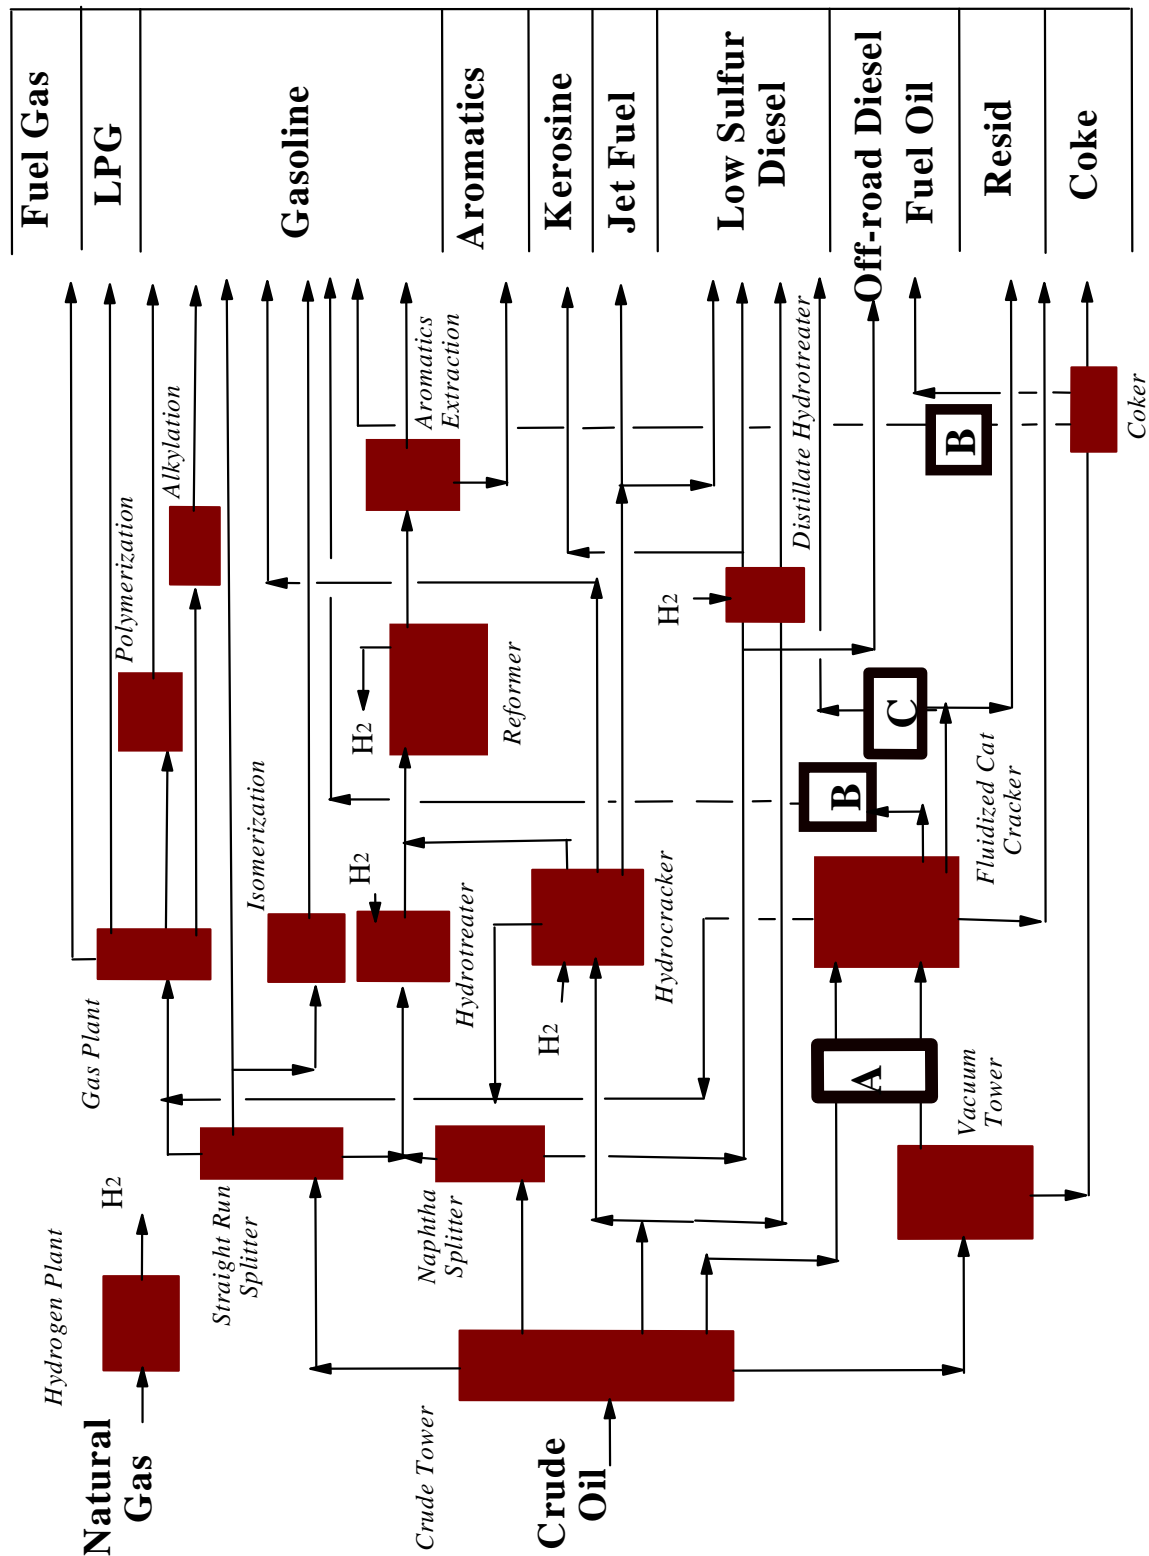 Fuel Gas
LPG
Gasoline
Aromatics
Kerosine
Jet Fuel
Low Sulfur
Diesel
Off-road Diesel
Fuel Oil
Resid
Coke
Aromatics
Extraction
Distillate Hydrotreater
Coker
B
Alkylation
Polymerization
H2
Reformer
H2
C
Fluidized Cat
Cracker
B
Isomerization
H2
Hydrotreater
Hydrocracker
H2
Gas Plant
A
Vacuum
Tower
Straight Run
Splitter
Naphtha
Splitter
H2
Hydrogen Plant
Natural
Gas
Crude Tower
Crude
Oil